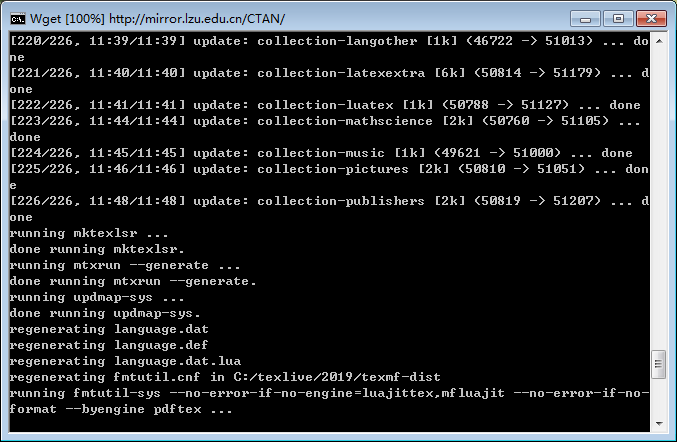 Wget [100%] http://mirror.lzu.edu.cn/CTAN/
[220/226, 11:39/11:39] update: collection-langother [1k] (46722 -> 51013) ... do
ne
[221/226, 11:40/11:40] update: collection-latexextra [6k] (50814 -> 51179) ... d
one
[222/226, 11:41/11:41] update: collection-luatex [1k] (50788 -> 51127) ... done
[223/226, 11:44/11:44] update: collection-mathscience [2k] (50760 -> 51105) ...
done
[224/226, 11:45/11:45] update: collection-music [1k] (49621 -> 51000) ... done
[225/226, 11:46/11:46] update: collection-pictures [2k] (50810 -> 51051) ... don
e
[226/226, 11:48/11:48] update: collection-publishers [2k] (50819 -> 51207) ... d
one
running mktexlsr ...
done running mktexlsr.
running mtxrun --generate ...
done running mtxrun --generate.
running updmap-sys ...
done running updmap-sys.
regenerating language.dat
regenerating language.def
regenerating language.dat.lua
regenerating fmtutil.cnf in C:/texlive/2019/texmf-dist
running fmtutil-sys --no-error-if-no-engine=luajittex,mfluajit --no-error-if-no-
format --byengine pdftex ...